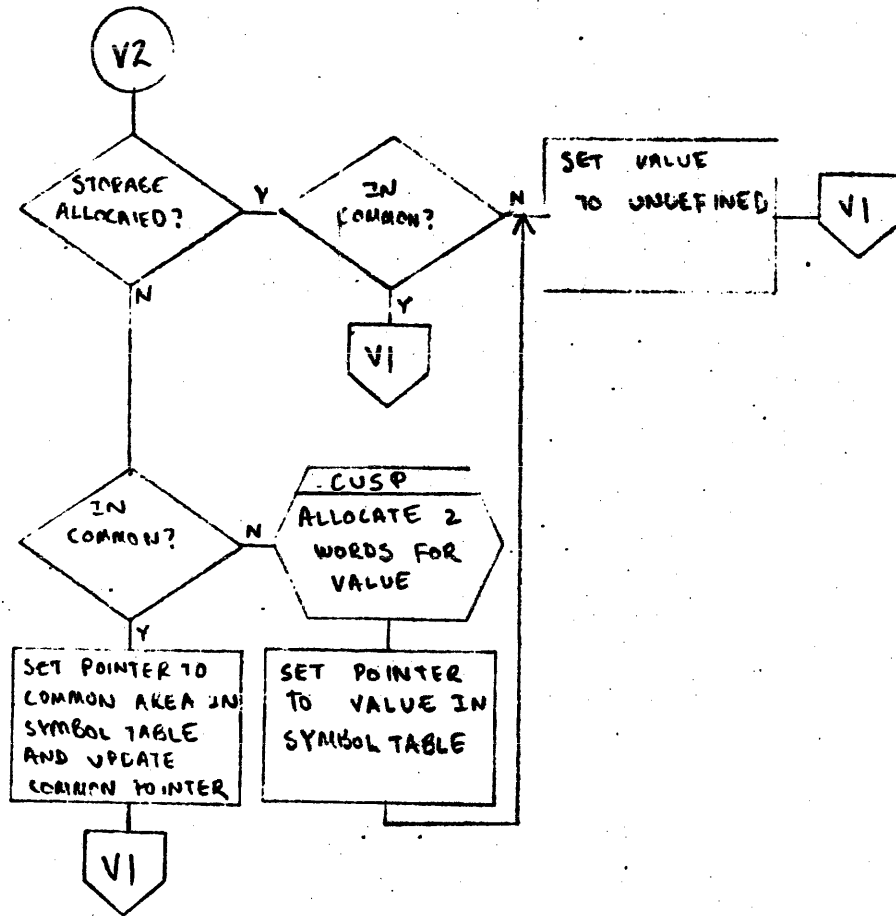 V2
STORAGE
ALLOCATED?
Y
N
IN
COMMON?
N
Y
V1
SET VALUE
TO UNDEFINED
V1
IN
COMMON?
N
Y
CUSP
ALLOCATE 2
WORDS FOR
VALUE
SET POINTER TO
COMMON AREA IN
SYMBOL TABLE
AND UPDATE
COMMON POINTER
V1
SET POINTER
TO VALUE IN
SYMBOL TABLE